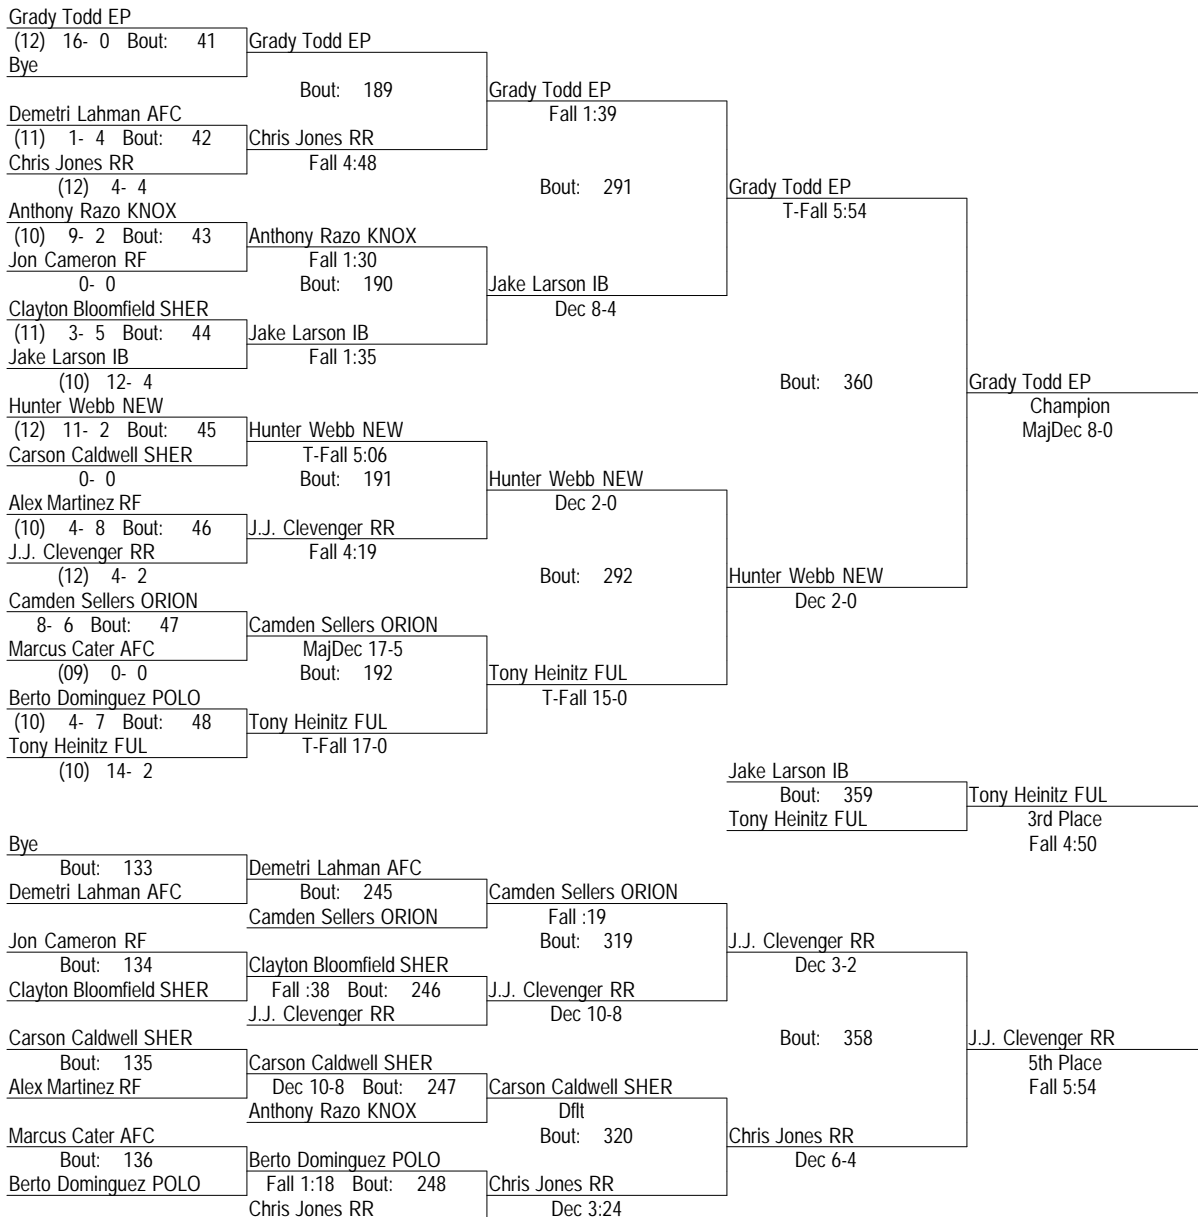 Grady Todd EP
(12) 16- 0 Bout: 41 Grady Todd EP
Bye
Bout: 189 Grady Todd EP
Demetri Lahman AFC Fall 1:39
(11) 1- 4 Bout: 42 Chris Jones RR
Chris Jones RR Fall 4:48
(12) 4- 4 Bout: 291 Grady Todd EP
Anthony Razo KNOX T-Fall 5:54
(10) 9- 2 Bout: 43 Anthony Razo KNOX
Jon Cameron RF Fall 1:30
0- 0 Bout: 190 Jake Larson IB
Clayton Bloomfield SHER Dec 8-4
(11) 3- 5 Bout: 44 Jake Larson IB
Jake Larson IB Fall 1:35
(10) 12- 4 Bout: 360 Grady Todd EP
Hunter Webb NEW Champion
(12) 11- 2 Bout: 45 Hunter Webb NEW MajDec 8-0
Carson Caldwell SHER T-Fall 5:06
0- 0 Bout: 191 Hunter Webb NEW
Alex Martinez RF Dec 2-0
(10) 4- 8 Bout: 46 J.J. Clevenger RR
J.J. Clevenger RR Fall 4:19
(12) 4- 2 Bout: 292 Hunter Webb NEW
Camden Sellers ORION Dec 2-0
8- 6 Bout: 47 Camden Sellers ORION
Marcus Cater AFC MajDec 17-5
(09) 0- 0 Bout: 192 Tony Heinitz FUL
Berto Dominguez POLO T-Fall 15-0
(10) 4- 7 Bout: 48 Tony Heinitz FUL
Tony Heinitz FUL T-Fall 17-0
(10) 14- 2 Jake Larson IB
Bout: 359 Tony Heinitz FUL
Tony Heinitz FUL 3rd Place
Bye Fall 4:50
Bout: 133 Demetri Lahman AFC
Demetri Lahman AFC Bout: 245 Camden Sellers ORION
Camden Sellers ORION Fall :19
Jon Cameron RF Bout: 319 J.J. Clevenger RR
Bout: 134 Clayton Bloomfield SHER Dec 3-2
Clayton Bloomfield SHER Fall :38 Bout: 246 J.J. Clevenger RR
J.J. Clevenger RR Dec 10-8
Carson Caldwell SHER Bout: 358 J.J. Clevenger RR
Bout: 135 Carson Caldwell SHER 5th Place
Alex Martinez RF Dec 10-8 Bout: 247 Carson Caldwell SHER Fall 5:54
Anthony Razo KNOX Dflt
Marcus Cater AFC Bout: 320 Chris Jones RR
Bout: 136 Berto Dominguez POLO Dec 6-4
Berto Dominguez POLO Fall 1:18 Bout: 248 Chris Jones RR
Chris Jones RR Dec 3:24